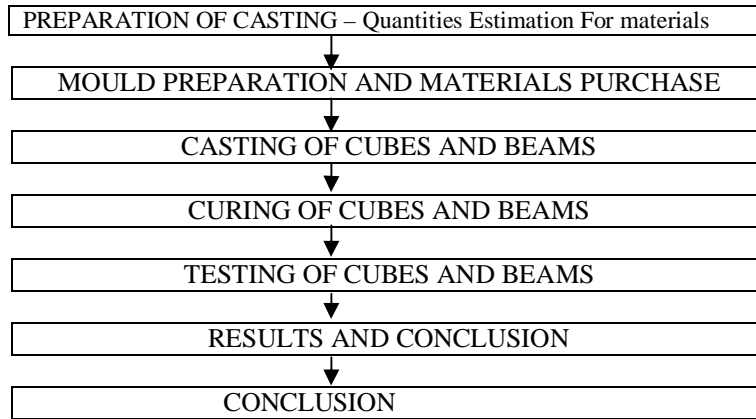 PREPARATION OF CASTING – Quantities Estimation For materials
MOULD PREPARATION AND MATERIALS PURCHASE
CASTING OF CUBES AND BEAMS
CURING OF CUBES AND BEAMS
TESTING OF CUBES AND BEAMS
RESULTS AND CONCLUSION
CONCLUSION